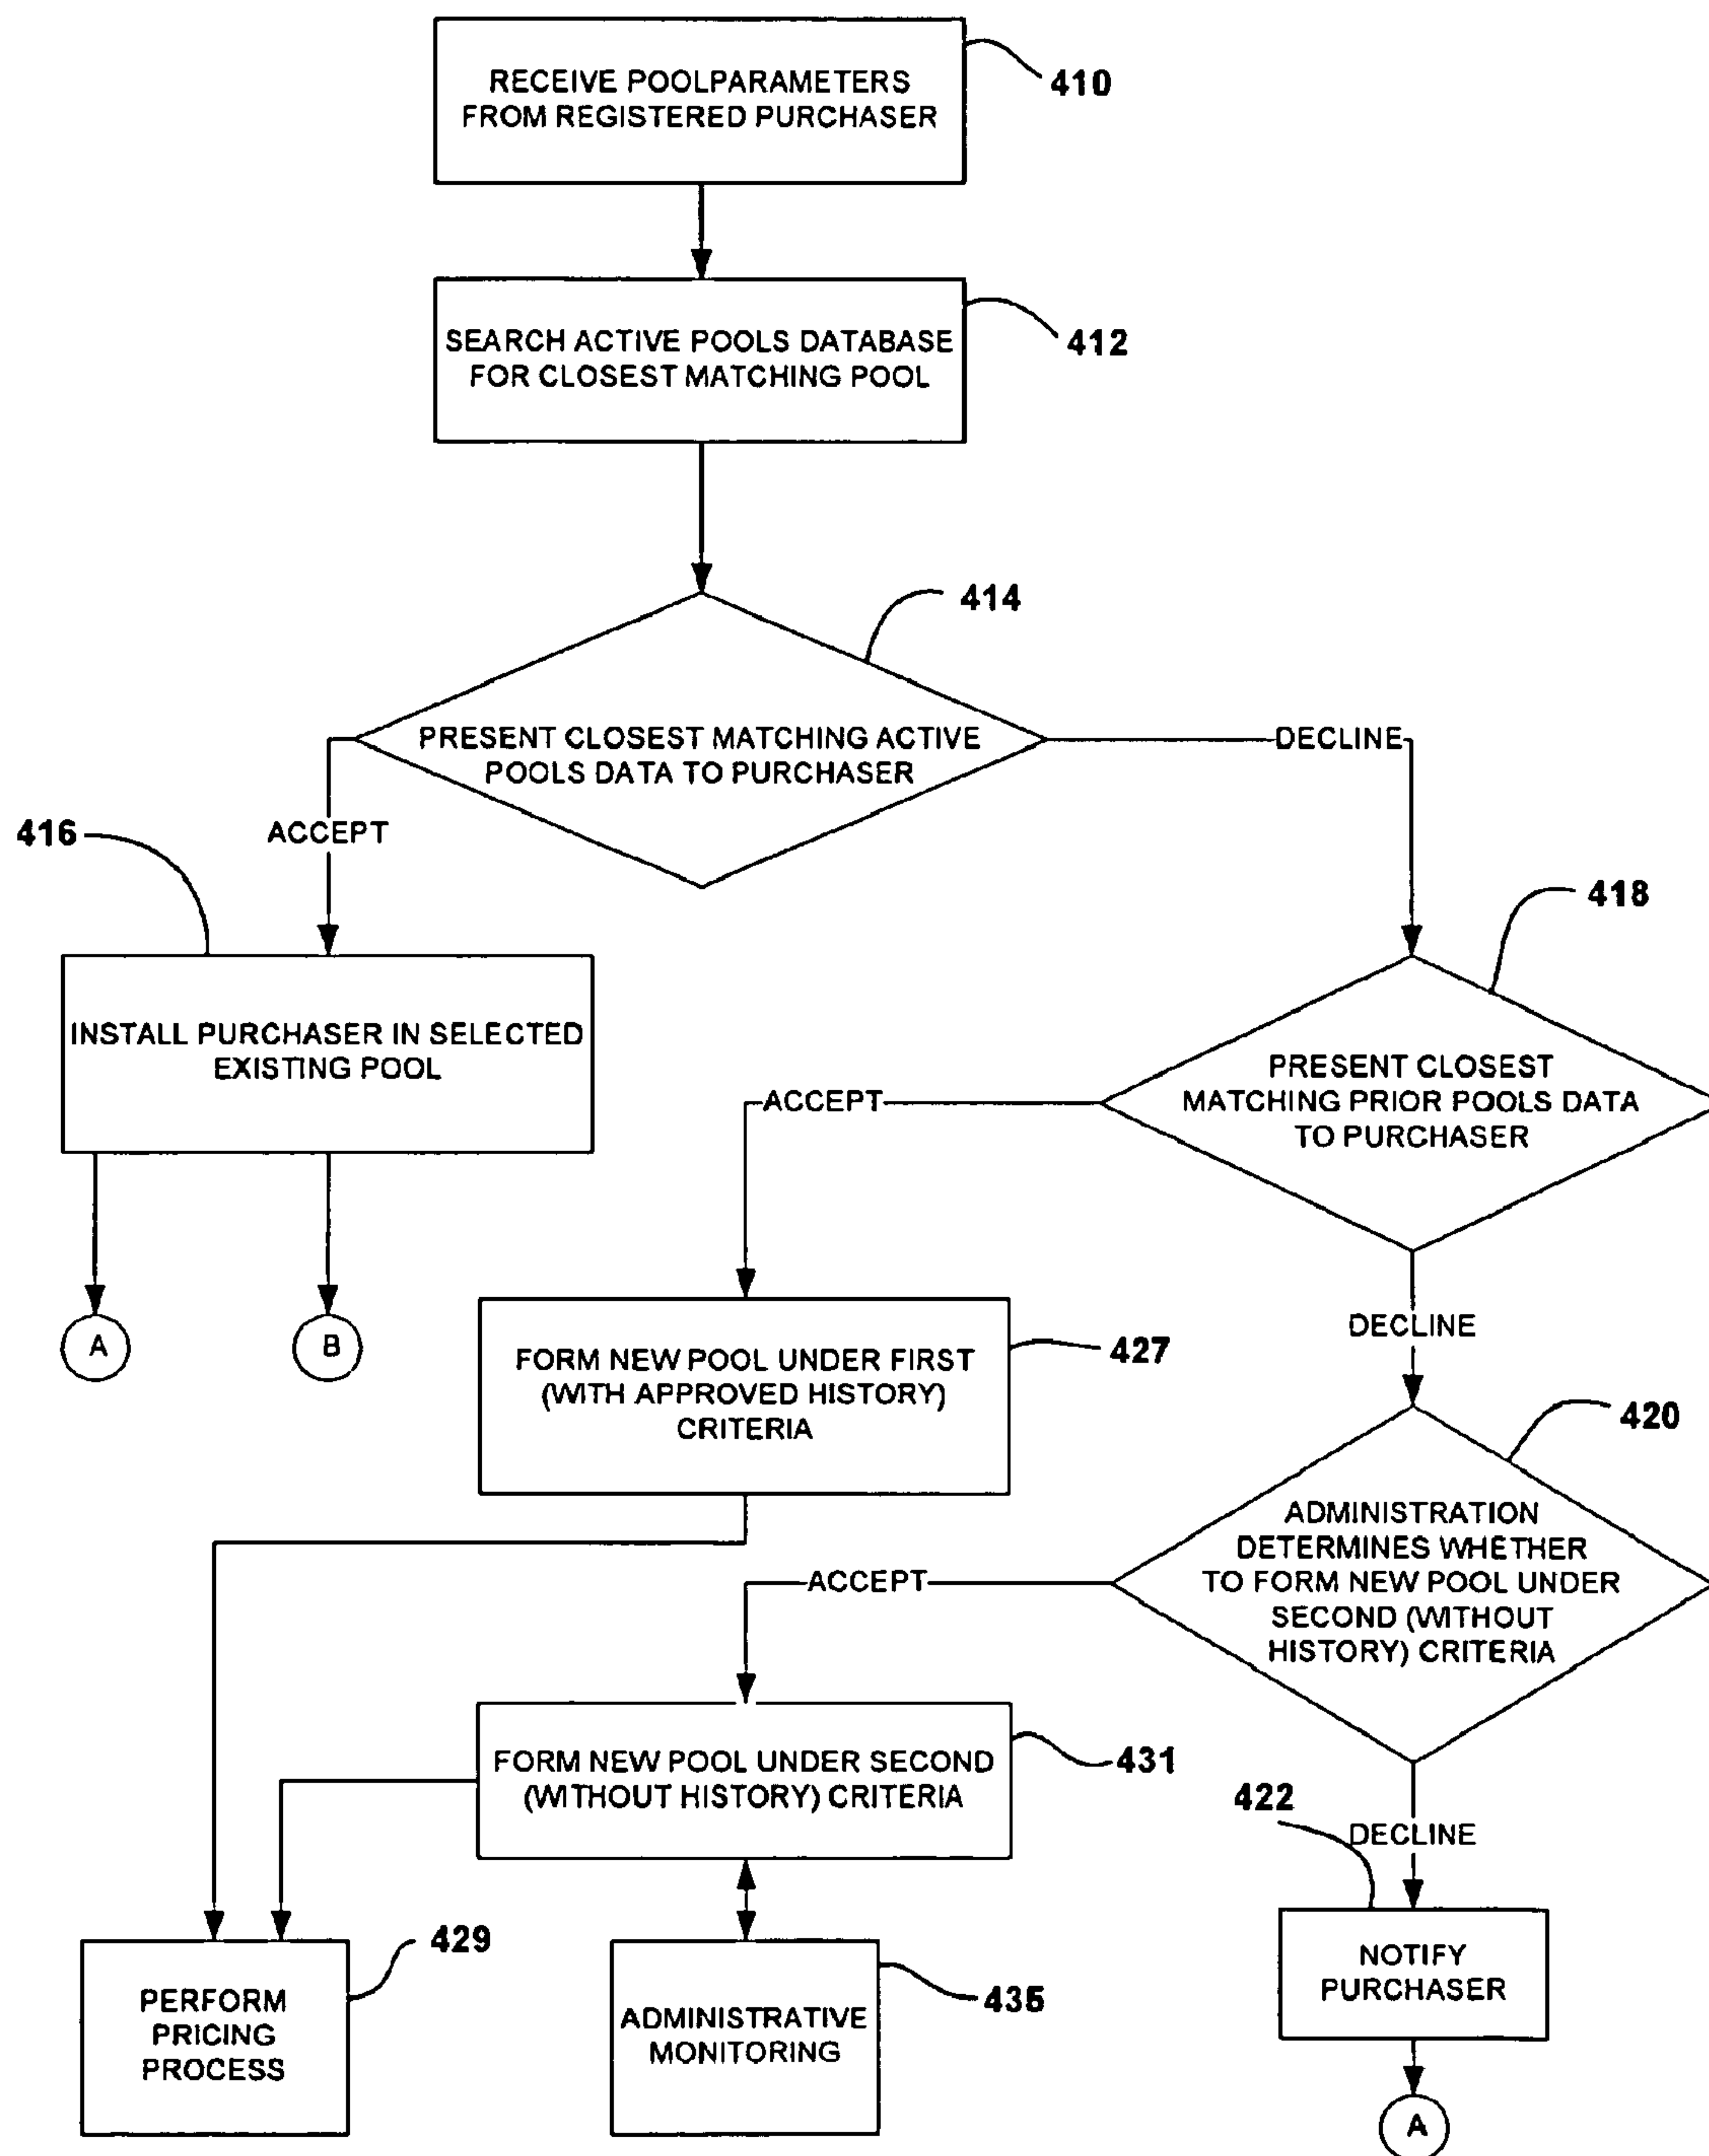 RECEIVE POOLPARAMETERS
FROM REGISTERED PURCHASER
410
SEARCH ACTIVE POOLS DATABASE
FOR CLOSEST MATCHING POOL
412
414
PRESENT CLOSEST MATCHING ACTIVE
POOLS DATA TO PURCHASER
DECLINE
ACCEPT
416
INSTALL PURCHASER IN SELECTED
EXISTING POOL
418
PRESENT CLOSEST
MATCHING PRIOR POOLS DATA
TO PURCHASER
ACCEPT
A
B
DECLINE
FORM NEW POOL UNDER FIRST
(WITH APPROVED HISTORY)
CRITERIA
427
420
ADMINISTRATION
DETERMINES WHETHER
TO FORM NEW POOL UNDER
SECOND (WITHOUT
HISTORY) CRITERIA
ACCEPT
FORM NEW POOL UNDER SECOND
(WITHOUT HISTORY) CRITERIA
431
422
DECLINE
PERFORM
PRICING
PROCESS
429
ADMINISTRATIVE
MONITORING
435
NOTIFY
PURCHASER
A